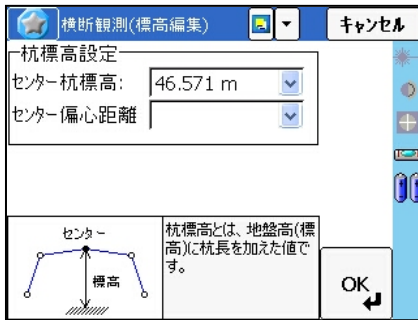 横断観測(標高編集)
キャンセル
杭標高設定
センター杭標高: 46.571 m
センター偏心距離
センター
標高
杭標高とは、地盤高(標
高)に杭長を加えた値で
す。
OK